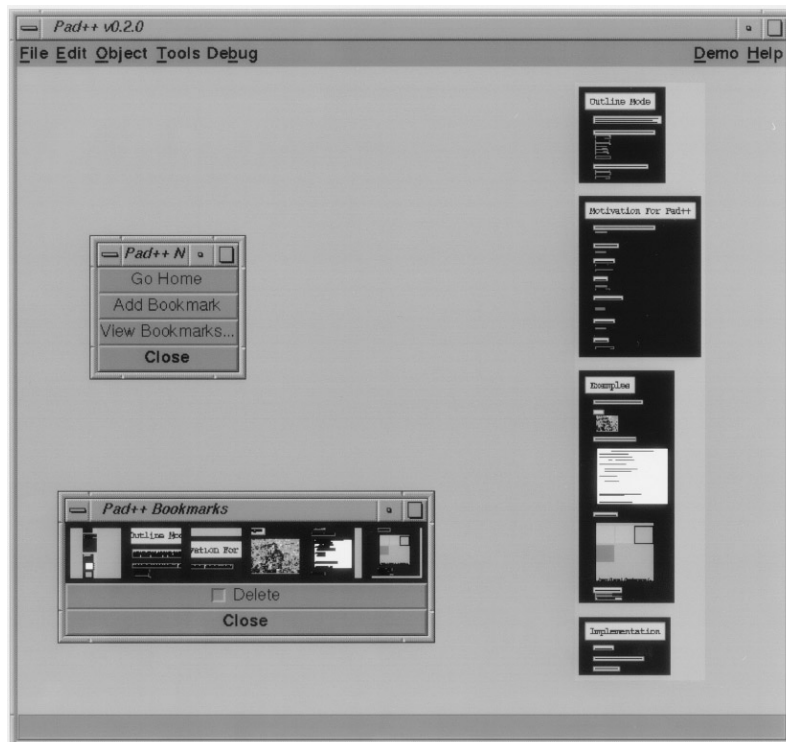 Pad++ v0.2.0
File Edit Object Tools Debug Demo Help
Outline Mode
Motivation For Pad++
Pad++ N
Go Home
Add Bookmark
View Bookmarks...
Close
Examples
Pad++ Bookmarks
Outline Mo
vation For
Delete
Close
Implementation